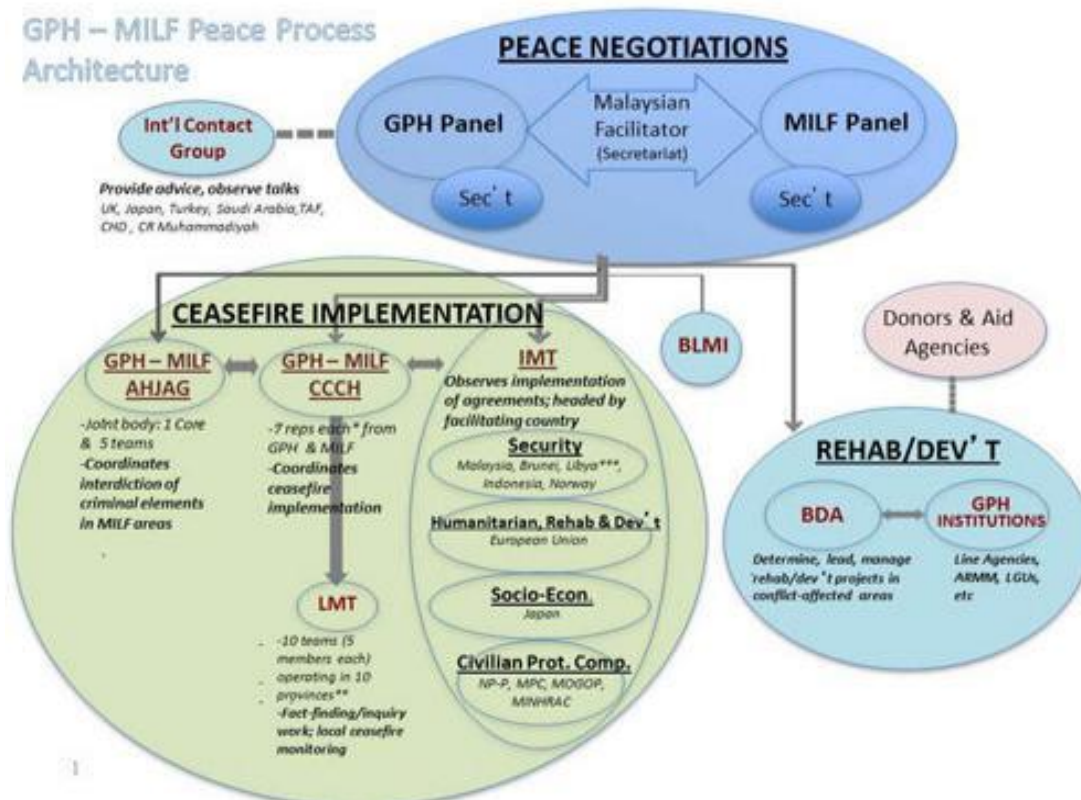 GPH – MILF Peace Process
Architecture
PEACE NEGOTIATIONS
GPH Panel
Malaysian
Facilitator
(Secretariat)
MILF Panel
Sec' t
Sec' t
Int'l Contact
Group
Provide advice, observe talks
UK, Japan, Turkey, Saudi Arabia,TAF,
CHD , CR Muhammadiyah
CEASEFIRE IMPLEMENTATION
GPH – MILF
AHJAG
-Joint body: 1 Core
& 5 teams
-Coordinates
interdiction of
criminal elements
in MILF areas
GPH – MILF
CCCH
-7 reps each* from
GPH & MILF
-Coordinates
ceasefire
implementation
LMT
-10 teams (5
members each)
operating in 10
provinces**
-Fact-finding/inquiry
work; local ceasefire
monitoring
IMT
Observes implementation
of agreements; headed by
facilitating country
Security
Malaysia, Brunei, Libya***,
Indonesia, Norway
Humanitarian, Rehab & Dev' t
European Union
Socio-Econ.
Japan
Civilian Prot. Comp.
NP-P, MPC, MOGOP,
MINHRAC
BLMI
Donors & Aid
Agencies
REHAB/DEV' T
BDA
Determine, lead, manage
rehab/dev 't projects in
conflict-affected areas
GPH
INSTITUTIONS
Line Agencies,
ARMM, LGUs,
etc
1